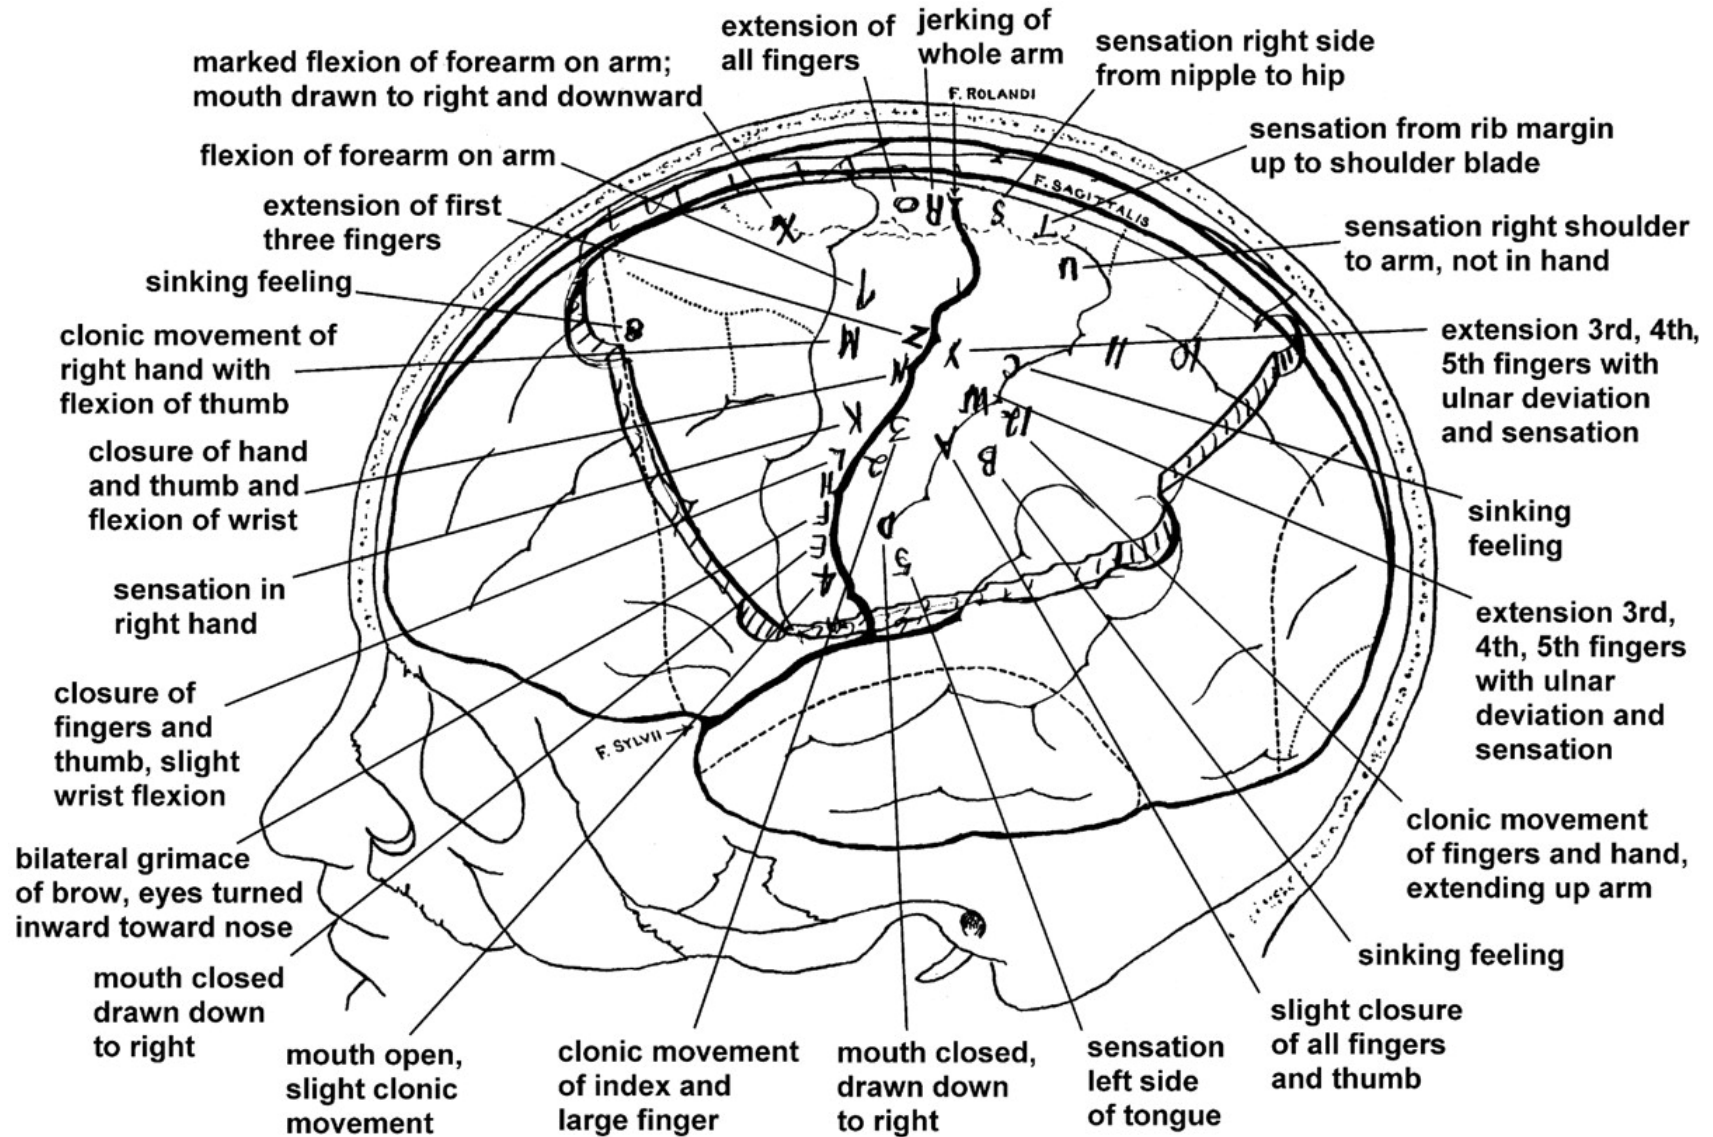 extension of
all fingers
jerking of
whole arm
sensation right side
from nipple to hip
marked flexion of forearm on arm;
mouth drawn to right and downward
F. ROLANDI
sensation from rib margin
up to shoulder blade
flexion of forearm on arm
F. SAGITTALIS
extension of first
three fingers
sensation right shoulder
to arm, not in hand
sinking feeling
clonic movement of
right hand with
flexion of thumb
extension 3rd, 4th,
5th fingers with
ulnar deviation
and sensation
closure of hand
and thumb and
flexion of wrist
sinking
feeling
sensation in
right hand
extension 3rd,
4th, 5th fingers
with ulnar
deviation and
sensation
closure of
fingers and
thumb, slight
wrist flexion
F. SYLVII
clonic movement
of fingers and hand,
extending up arm
bilateral grimace
of brow, eyes turned
inward toward nose
sinking feeling
mouth closed
drawn down
to right
slight closure
of all fingers
and thumb
mouth open,
slight clonic
movement
clonic movement
of index and
large finger
mouth closed,
drawn down
to right
sensation
left side
of tongue
O
R
S
T
U
M
Z
X
8
N
C
11
10
K
3
W
12
L
2
A
B
H
F
D
E
5
4